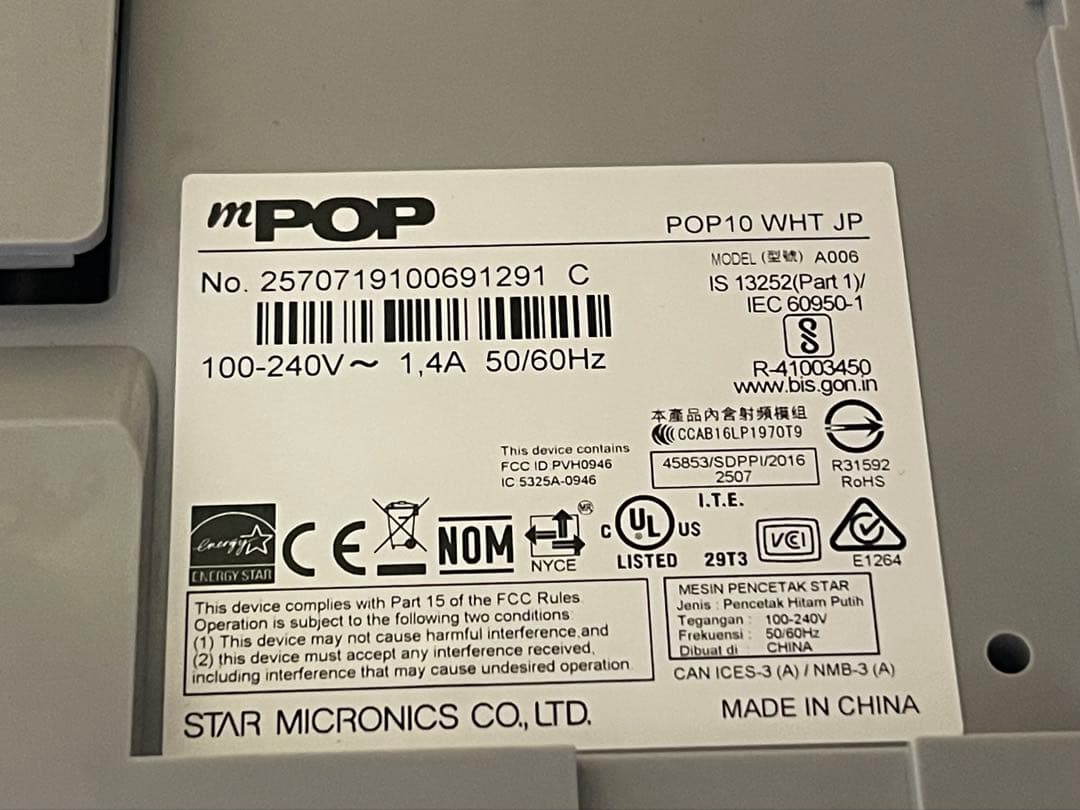 mPOP
POP10 WHT JP
No. 2570719100691291 C
MODEL (型號) A006
IS 13252(Part 1)/
IEC 60950-1
100-240V～ 1,4A 50/60Hz
R-41003450
www.bis.gon.in
本產品內含射頻模組
CCAB16LP1970T9
This device contains
FCC ID PVH0946
IC 5325A-0946
45853/SDPPI/2016
2507
R31592
RoHS
I.T.E.
energy
ENERGY STAR
CE
NOM
MR
NYCE
C UL US
LISTED 29T3
VCI
E1264
This device complies with Part 15 of the FCC Rules
Operation is subject to the following two conditions:
(1) This device may not cause harmful interference,and
(2) this device must accept any interference received,
including interference that may cause undesired operation.
MESIN PENCETAK STAR
Jenis : Pencetak Hitam Putih
Tegangan : 100-240V
Frekuensi : 50/60Hz
Dibuat di : CHINA
CAN ICES-3 (A) / NMB-3 (A)
STAR MICRONICS CO.,LTD.
MADE IN CHINA